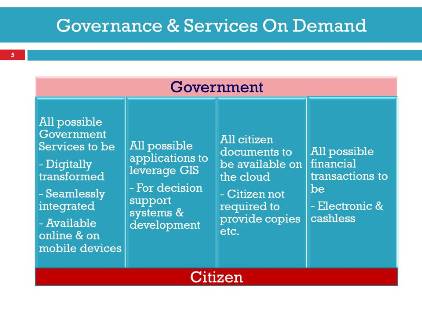 Governance & Services On Demand
5
Government
All possible
Government
Services to be
- Digitally
transformed
- Seamlessly
integrated
- Available
online & on
mobile devices
All possible
applications to
leverage GIS
- For decision
support
systems &
development
All citizen
documents to
be available on
the cloud
- Citizen not
required to
provide copies
etc.
All possible
financial
transactions to
be
- Electronic &
cashless
Citizen